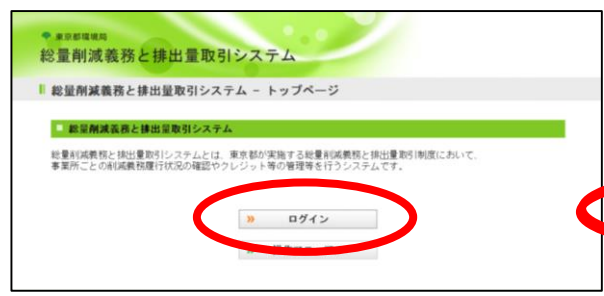 東京都環境局
総量削減義務と排出量取引システム
総量削減義務と排出量取引システム － トップページ
総量削減義務と排出量取引システム
総量削減義務と排出量取引システムとは、東京都が実施する総量削減義務と排出量取引制度において、
事業所ごとの削減義務履行状況の確認やクレジット等の管理等を行うシステムです。
ログイン